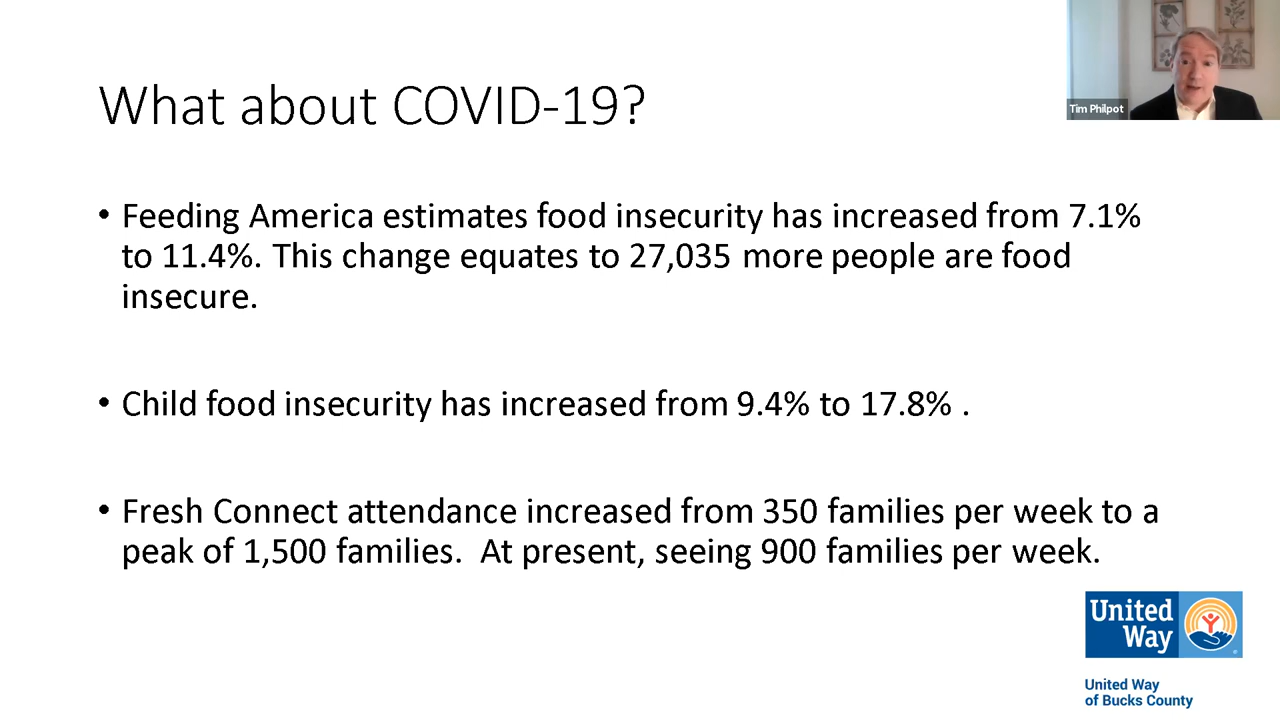 What about COVID-19?
Tim Philpot
• Feeding America estimates food insecurity has increased from 7.1%
to 11.4%. This change equates to 27,035 more people are food
insecure.
• Child food insecurity has increased from 9.4% to 17.8% .
• Fresh Connect attendance increased from 350 families per week to a
peak of 1,500 families.  At present, seeing 900 families per week.
United
Way
®
United Way
of Bucks County